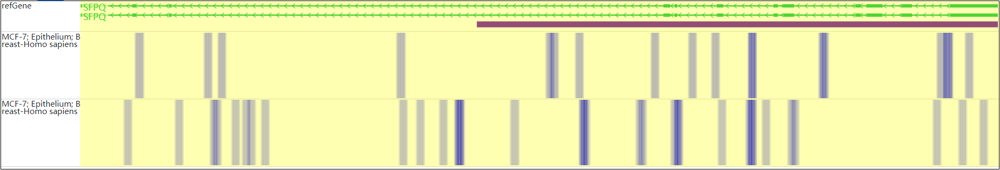 refGene
SFPQ
SFPQ
MCF-7; Epithelium; B
reast-Homo sapiens
MCF-7; Epithelium; B
reast-Homo sapiens